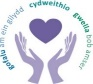 gofalu am ein gilydd
cydweithio
gwella bob amser